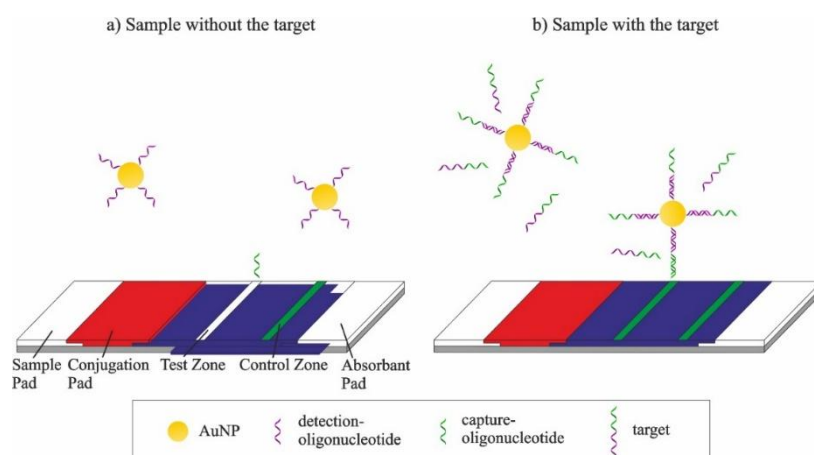 a) Sample without the target
b) Sample with the target
Sample Pad
Conjugation Pad
Test Zone
Control Zone
Absorbant Pad
AuNP
detection-
oligonucleotide
capture-
oligonucleotide
target